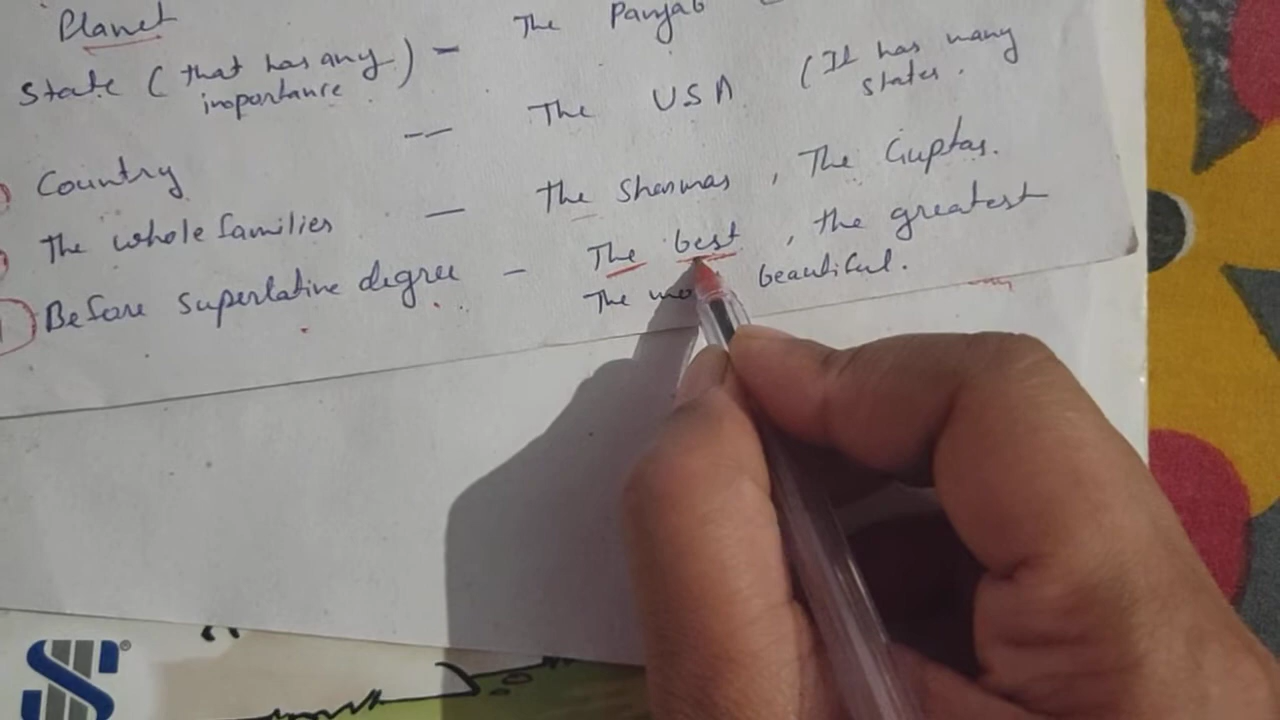 Planet
State (that has any importance) - The Panjab
Country -- The USA (It has many states.
The whole families - The Sharmas, The Guptas.
Before superlative degree - The best, the greatest
The beautiful.